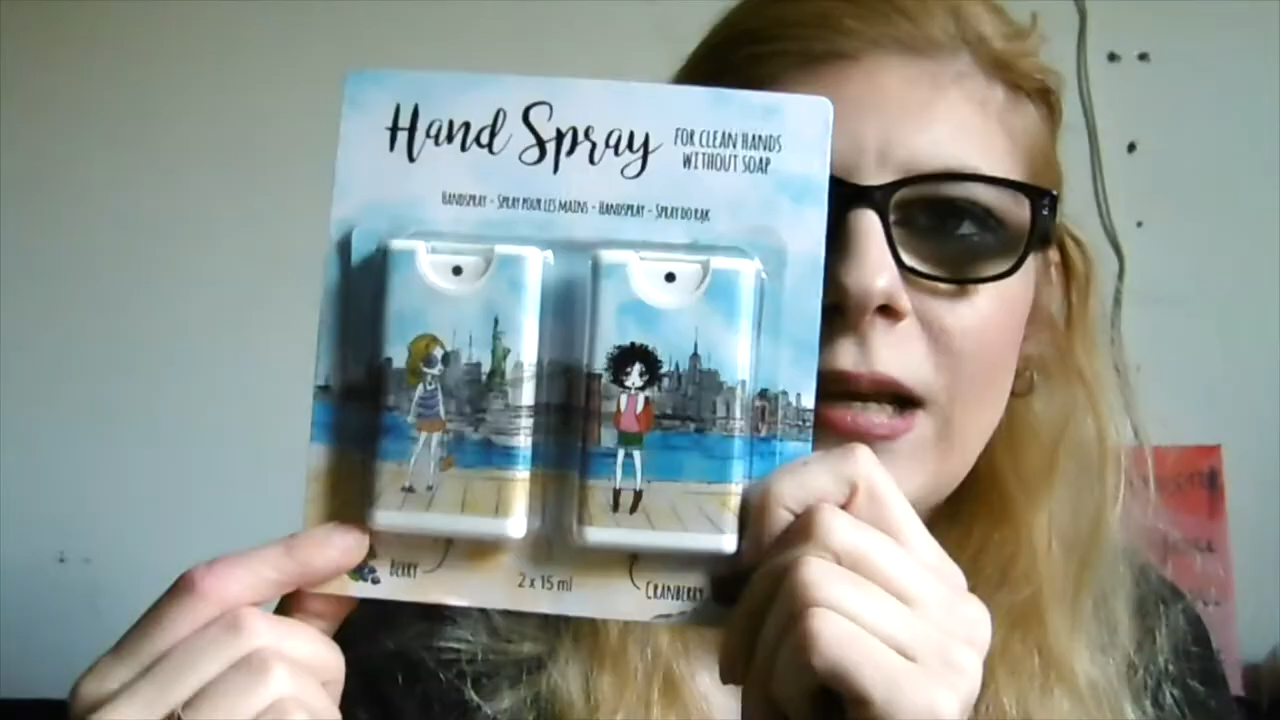 Hand Spray
FOR CLEAN HANDS
WITHOUT SOAP
HANDSPRAY - SPRAY POUR LES MAINS - HANDSPRAY - SPRAY DO RĄK
BERRY
2 x 15 ml
CRANBERRY